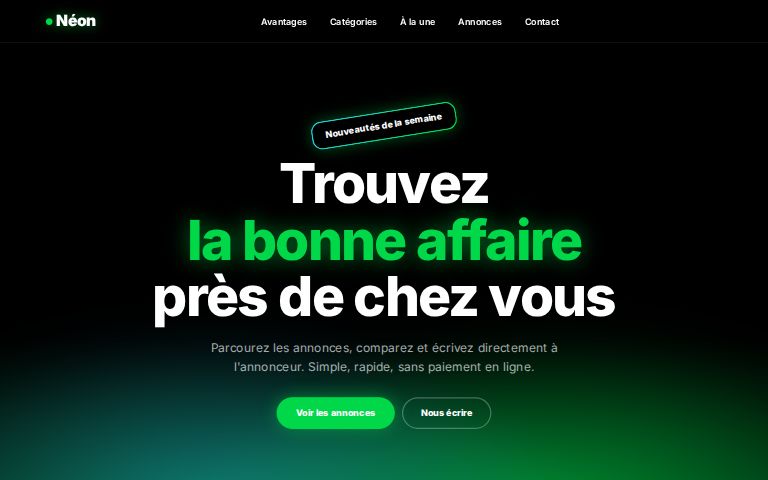 Néon
Avantages
Catégories
À la une
Annonces
Contact
Nouveautés de la semaine
Trouvez
la bonne affaire
près de chez vous
Parcourez les annonces, comparez et écrivez directement à
l'annonceur. Simple, rapide, sans paiement en ligne.
Voir les annonces
Nous écrire